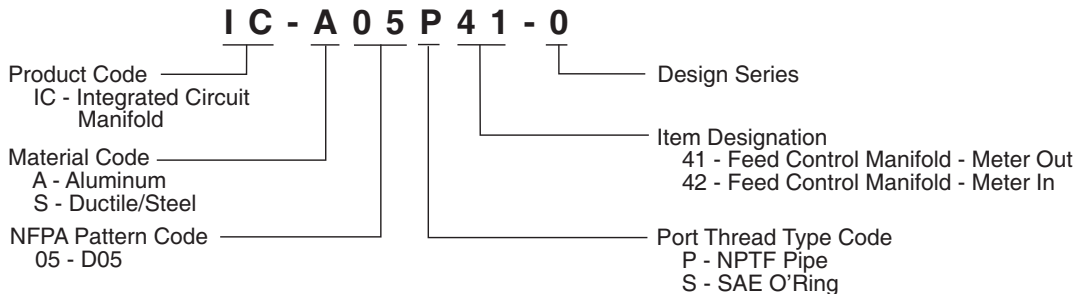 IC-A05P41-0
Product Code
IC - Integrated Circuit
Manifold
Material Code
A - Aluminum
S - Ductile/Steel
NFPA Pattern Code
05 - D05
Design Series
Item Designation
41 - Feed Control Manifold - Meter Out
42 - Feed Control Manifold - Meter In
Port Thread Type Code
P - NPTF Pipe
S - SAE O’Ring